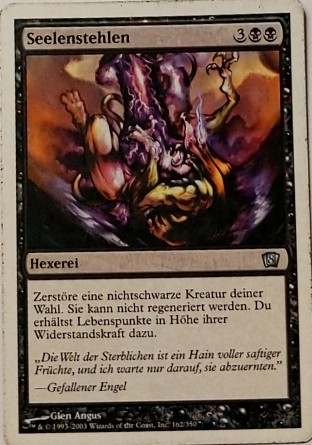 Seelenstehlen 3
Hexerei
Zerstöre eine nichtschwarze Kreatur deiner
Wahl. Sie kann nicht regeneriert werden. Du
erhältst Lebenspunkte in Höhe ihrer
Widerstandskraft dazu.
„Die Welt der Sterblichen ist ein Hain voller saftiger
Früchte, und ich warte nur darauf, sie abzuernten.“
—Gefallener Engel
Glen Angus
™ & © 1993-2003 Wizards of the Coast, Inc. 162/350